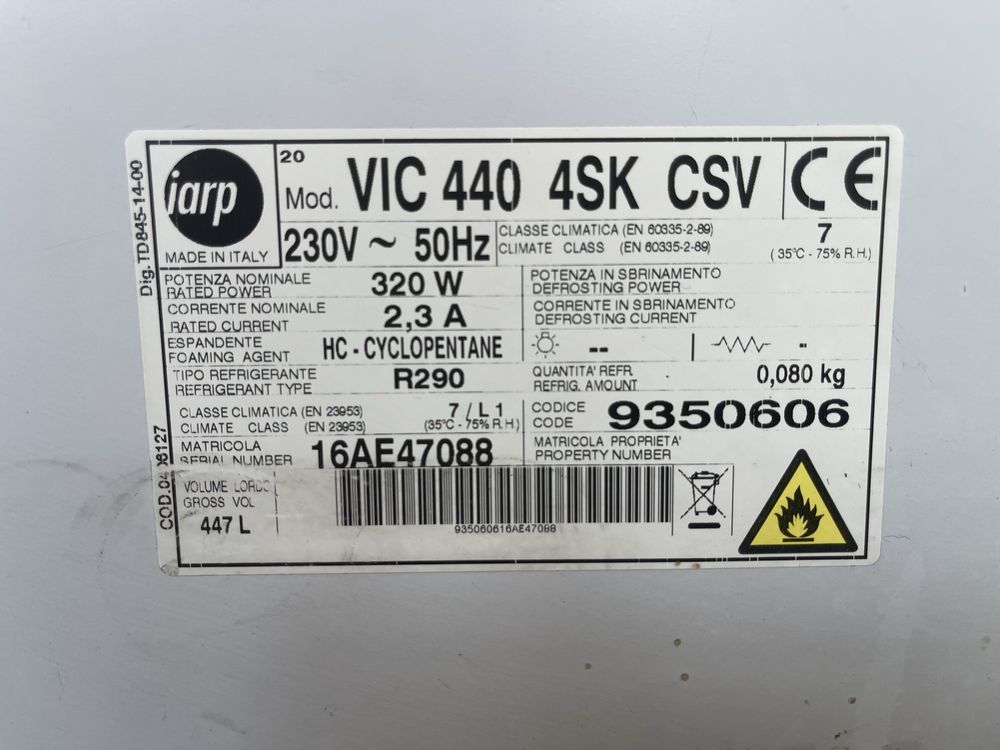 Dig. TD845-14-00
iarp
MADE IN ITALY
20
Mod. VIC 440 4SK CSV
CE
230V ~ 50Hz
CLASSE CLIMATICA (EN 60335-2-89)
CLIMATE CLASS (EN 60335-2-89)
7
(35°C - 75% R.H.)
POTENZA NOMINALE
RATED POWER
320 W
POTENZA IN SBRINAMENTO
DEFROSTING POWER
CORRENTE NOMINALE
RATED CURRENT
2,3 A
CORRENTE IN SBRINAMENTO
DEFROSTING CURRENT
ESPANDENTE
FOAMING AGENT
HC - CYCLOPENTANE
-- -
TIPO REFRIGERANTE
REFRIGERANT TYPE
R290
QUANTITA' REFR.
REFRIG. AMOUNT
0,080 kg
CLASSE CLIMATICA (EN 23953)
CLIMATE CLASS (EN 23953)
7 / L1
(35°C - 75% R.H.)
CODICE
CODE
9350606
MATRICOLA
SERIAL NUMBER
16AE47088
MATRICOLA PROPRIETA'
PROPERTY NUMBER
VOLUME LORDO
GROSS VOL
447 L
935060616AE47088